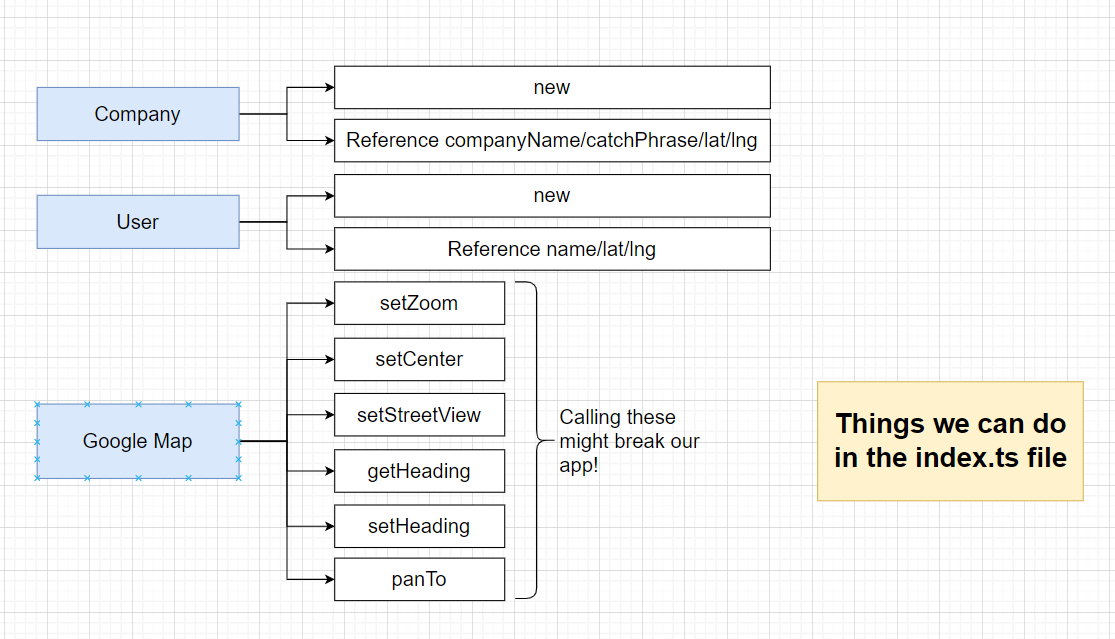 Company
new
Reference companyName/catchPhrase/lat/lng
User
new
Reference name/lat/lng
Google Map
setZoom
setCenter
setStreetView
getHeading
setHeading
panTo
Calling these
might break our
app!
Things we can do
in the index.ts file